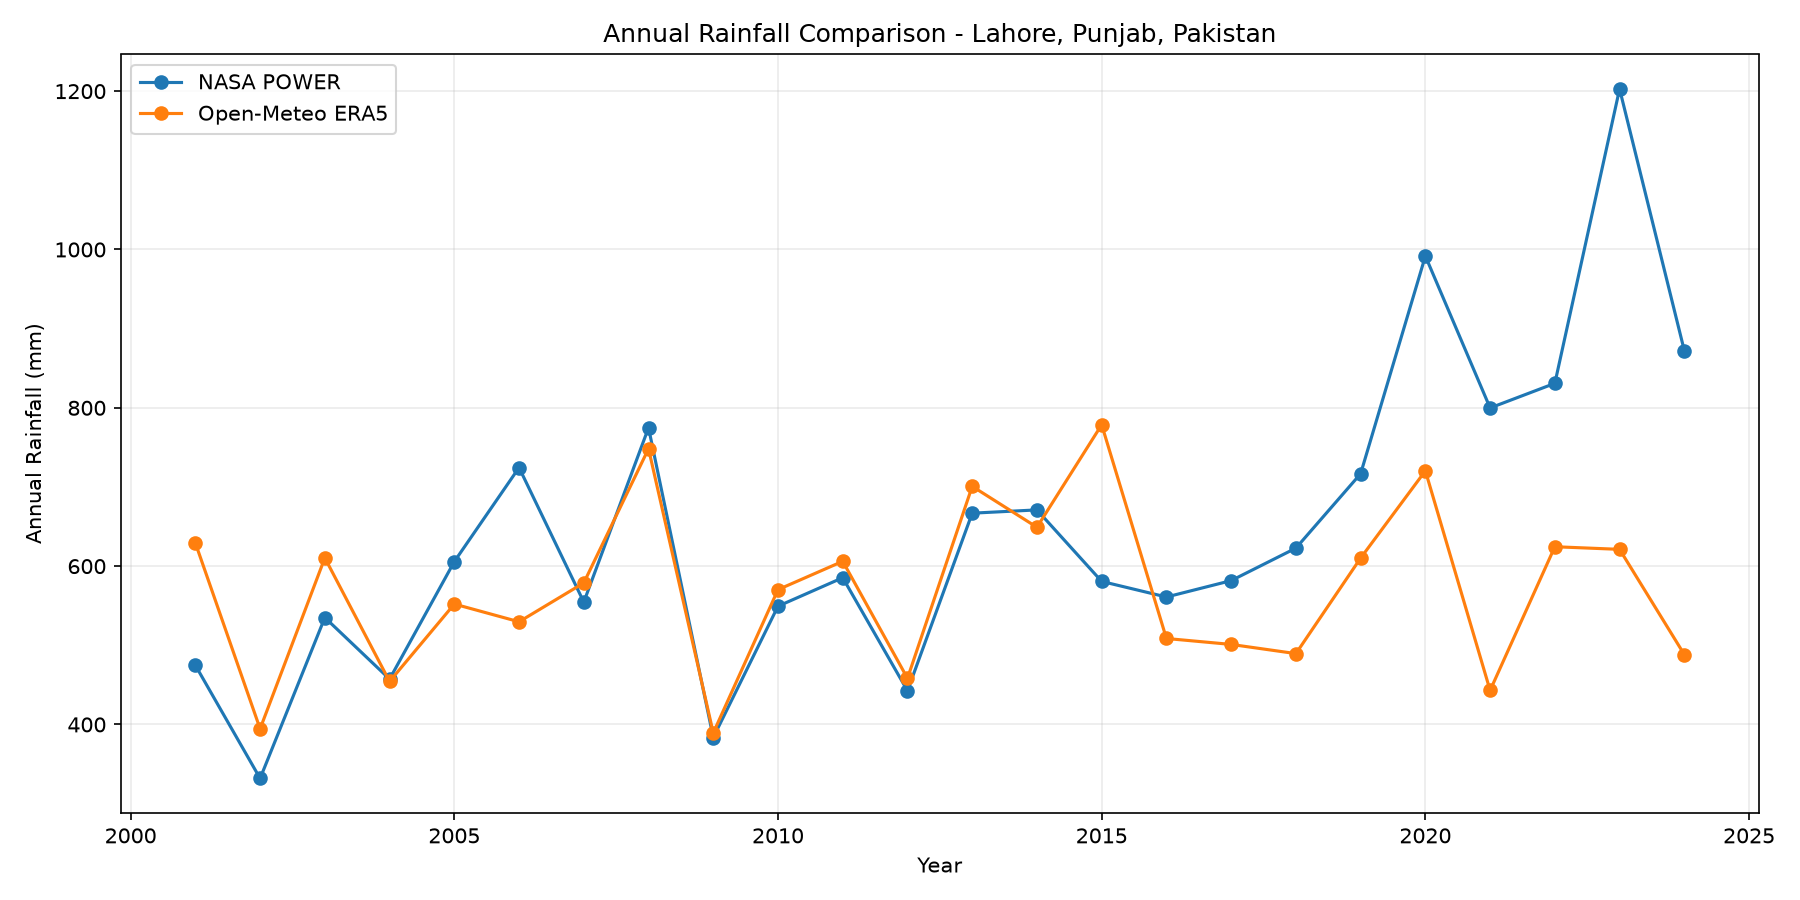 Annual Rainfall Comparison - Lahore, Punjab, Pakistan
NASA POWER
Open-Meteo ERA5
Annual Rainfall (mm)
1200
1000
800
600
400
2000 2005 2010 2015 2020 2025
Year